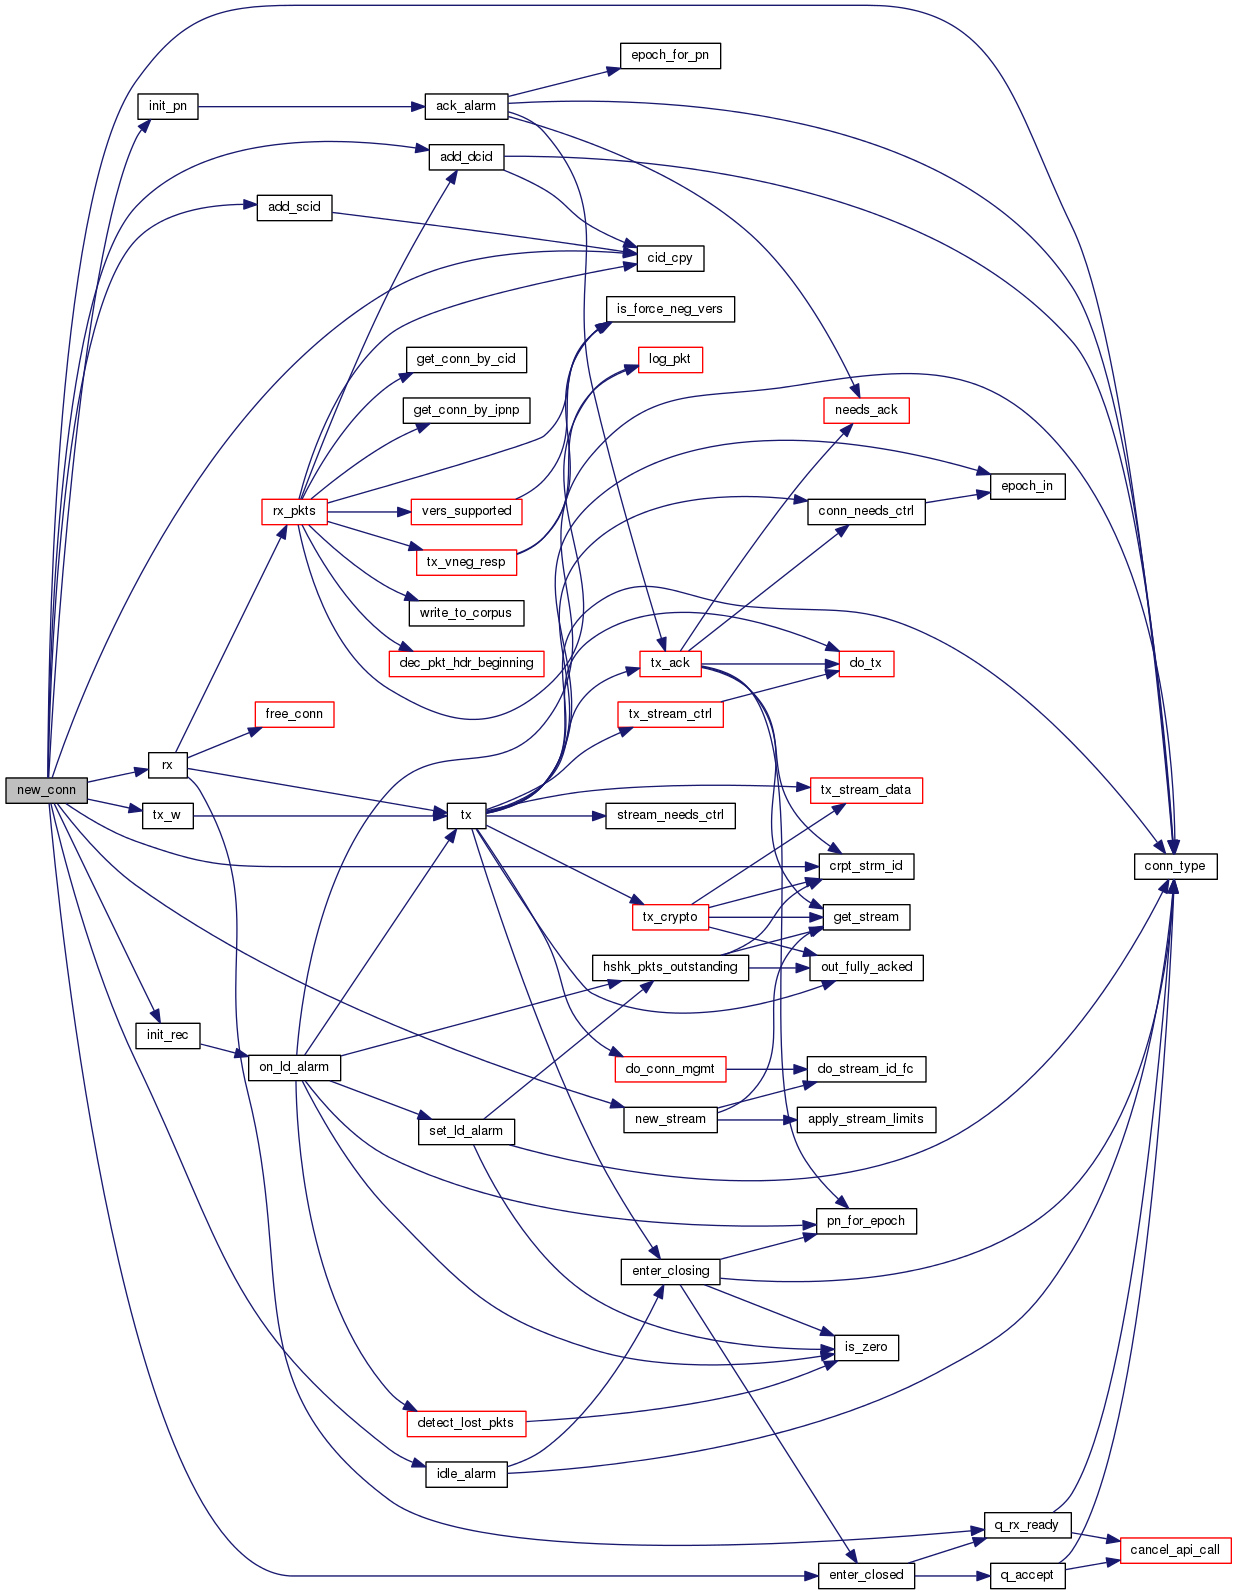 epoch_for_pn
init_pn
ack_alarm
add_dcid
add_scid
cid_cpy
is_force_neg_vers
get_conn_by_cid
log_pkt
get_conn_by_ipnp
needs_ack
epoch_in
rx_pkts
vers_supported
conn_needs_ctrl
tx_vneg_resp
write_to_corpus
dec_pkt_hdr_beginning
tx_ack
do_tx
free_conn
tx_stream_ctrl
rx
new_conn
tx_stream_data
tx_w
tx
stream_needs_ctrl
crpt_strm_id
conn_type
tx_crypto
get_stream
hshk_pkts_outstanding
out_fully_acked
init_rec
on_ld_alarm
do_conn_mgmt
do_stream_id_fc
new_stream
apply_stream_limits
set_ld_alarm
pn_for_epoch
enter_closing
is_zero
detect_lost_pkts
idle_alarm
q_rx_ready
cancel_api_call
enter_closed
q_accept